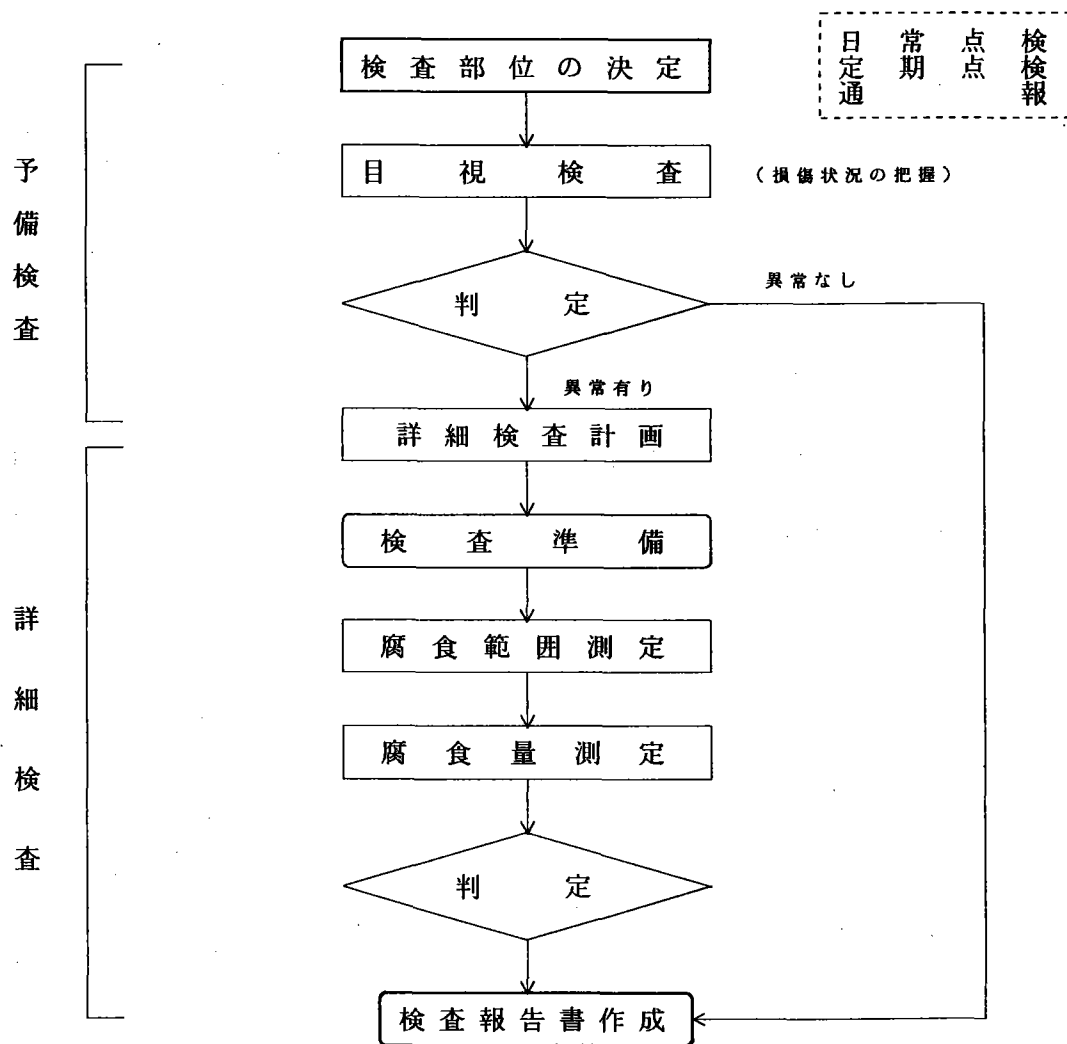 日常点検
定期点検
通報
検査部位の決定
目視検査
(損傷状況の把握)
判定
異常なし
異常有り
詳細検査計画
検査準備
腐食範囲測定
腐食量測定
判定
検査報告書作成
予備検査
詳細検査